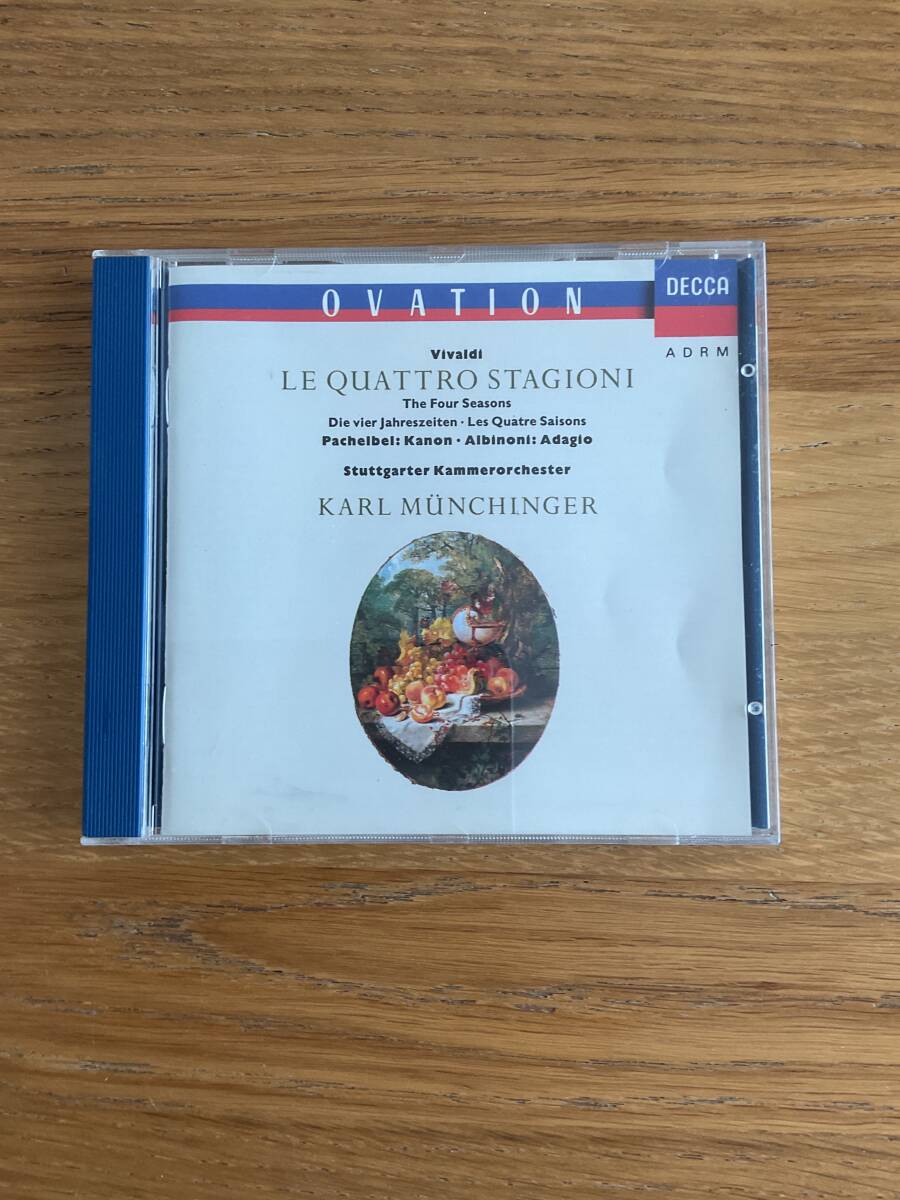 OVATION
DECCA
ADRM
Vivaldi
LE QUATTRO STAGIONI
The Four Seasons
Die vier Jahreszeiten · Les Quatre Saisons
Pachelbel: Kanon · Albinoni: Adagio
Stuttgarter Kammerorchester
KARL MÜNCHINGER